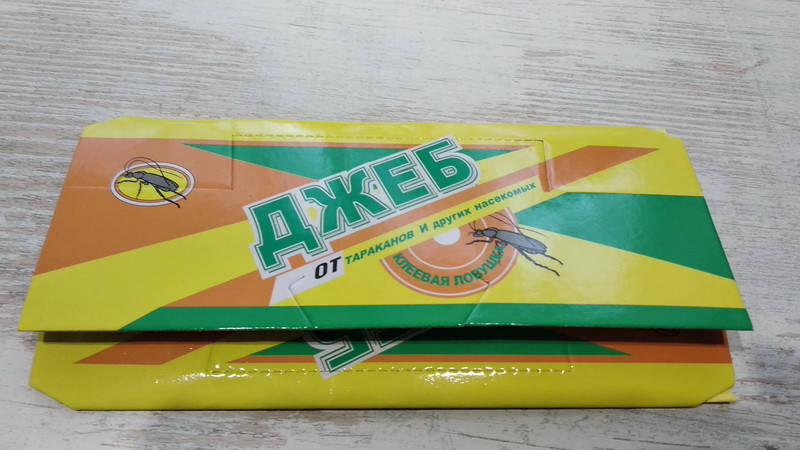 ДЖЕБ
ОТ ТАРАКАНОВ И других насекомых
КЛЕЕВАЯ ЛОВУШКА